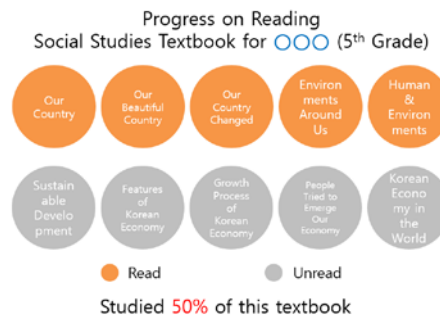 Progress on Reading
Social Studies Textbook for ○○○ (5th Grade)
Our
Country
Our
Beautiful
Country
Our
Country
Changed
Environ
ments
Around
Us
Human
& Environ
ments
Sustain
able
Develo
pment
Features
of
Korean
Economy
Growth
Process
of
Korean
Economy
People
Tried to
Emerge
Our
Economy
Korean
Econo
my in
the
World
Read
Unread
Studied 50% of this textbook